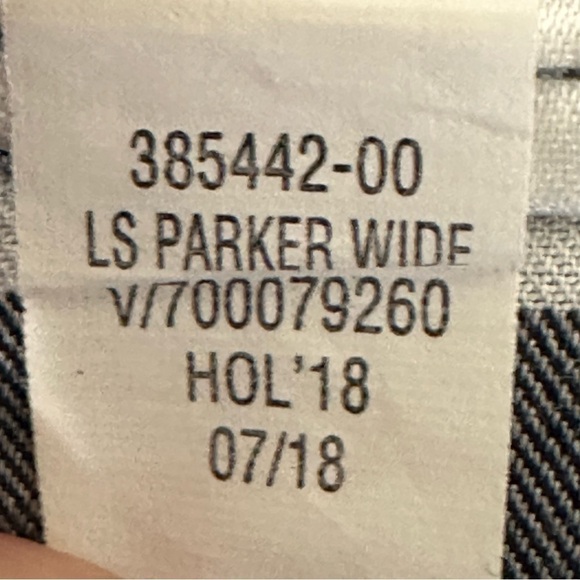 385442-00
LS PARKER WIDE
V/700079260
HOL'18
07/18